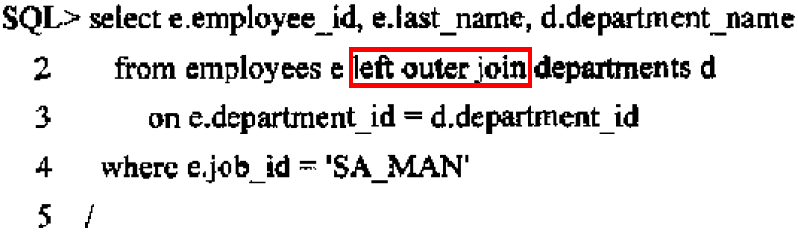 SQL> select e.employee_id, e.last_name, d.department_name
2 from employees e left outer join departments d
3 on e.department_id = d.department_id
4 where e.job_id = 'SA_MAN'
5 /